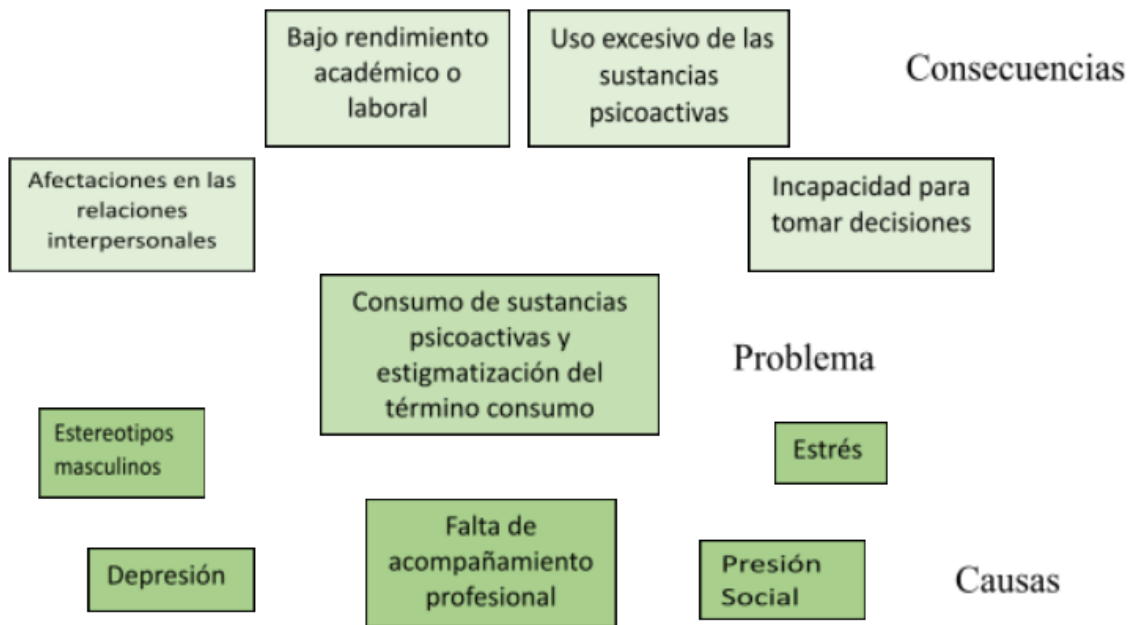 Bajo rendimiento
académico o
laboral
Uso excesivo de las
sustancias
psicoactivas
Consecuencias
Afectaciones en las
relaciones
interpersonales
Incapacidad para
tomar decisiones
Consumo de sustancias
psicoactivas y
estigmatización del
término consumo
Problema
Estereotipos
masculinos
Estrés
Falta de
acompañamiento
profesional
Depresión
Presión
Social
Causas